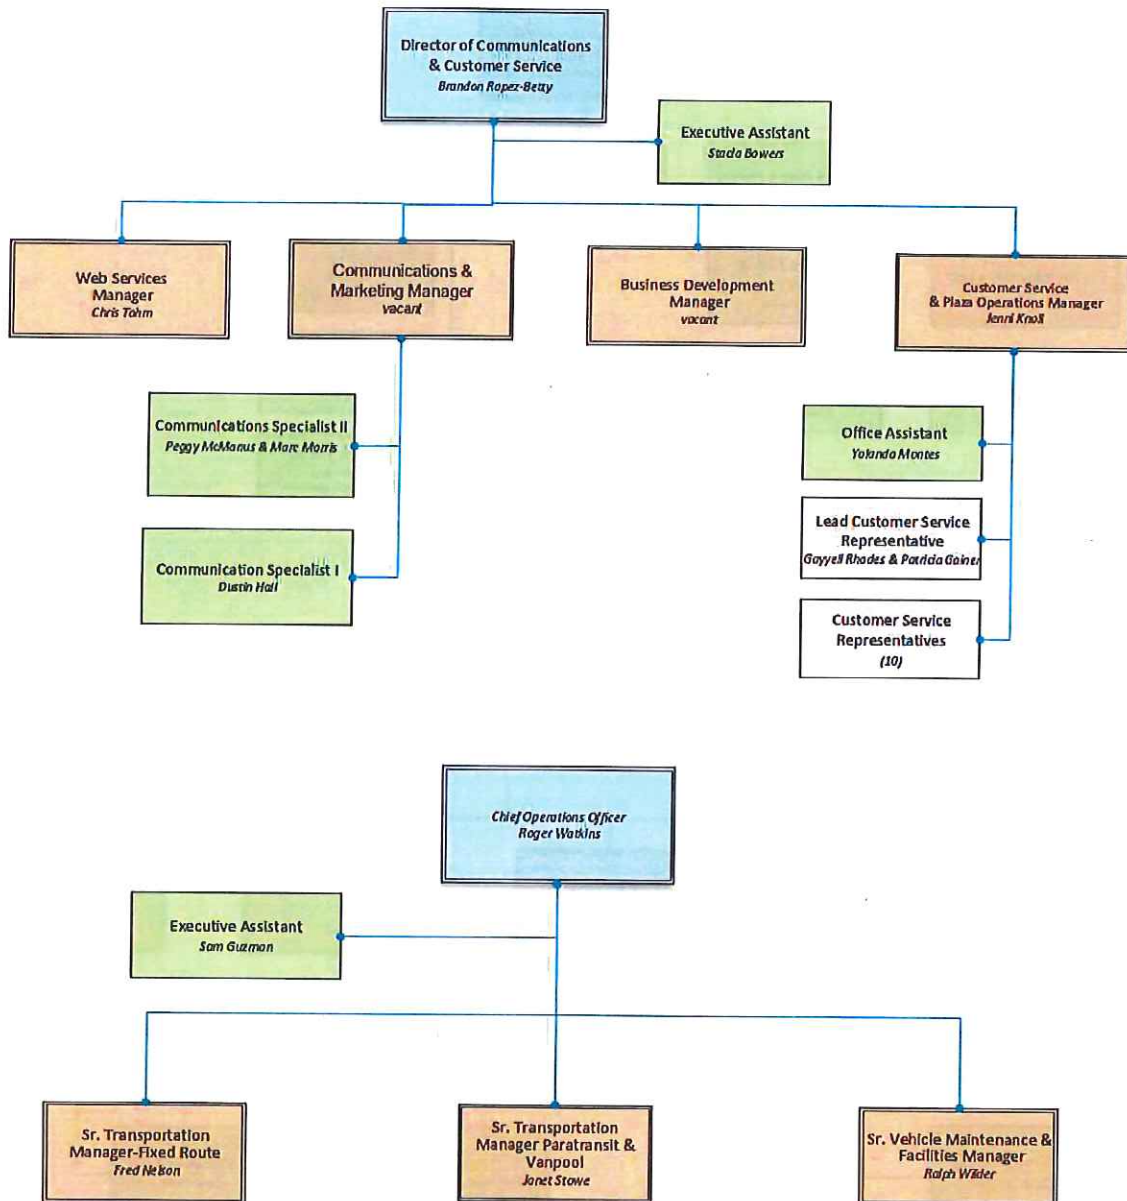 Director of Communications
& Customer Service
Brandon Rapez-Betty
Executive Assistant
Stacia Bowers
Web Services
Manager
Chris Tohm
Communications &
Marketing Manager
vacant
Business Development
Manager
vacant
Customer Service
& Plaza Operations Manager
Jenni Knoll
Communications Specialist II
Peggy McManus & Marc Morris
Office Assistant
Yolanda Montes
Lead Customer Service
Representative
Gayyell Rhodes & Patricia Gainer
Communication Specialist I
Dustin Hall
Customer Service
Representatives
(10)
Chief Operations Officer
Roger Watkins
Executive Assistant
Sam Guzman
Sr. Transportation
Manager-Fixed Route
Fred Nelson
Sr. Transportation
Manager Paratransit &
Vanpool
Janet Stowe
Sr. Vehicle Maintenance &
Facilities Manager
Ralph Wilder